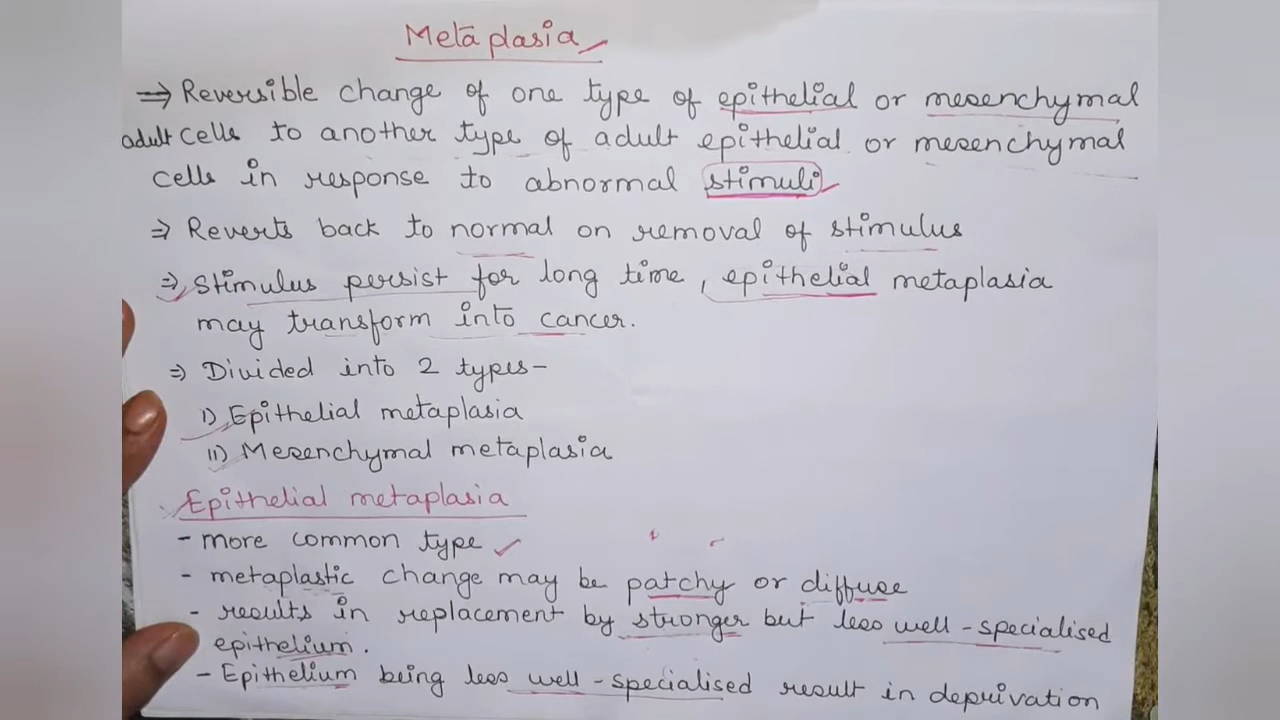 Metaplasia
⇒ Reversible change of one type of epithelial or mesenchymal
adult cells to another type of adult epithelial or mesenchymal
cells in response to abnormal stimuli
⇒ Reverts back to normal on removal of stimulus
⇒ Stimulus persist for long time, epithelial metaplasia
may transform into cancer.
⇒ Divided into 2 types-
i) Epithelial metaplasia
ii) Mesenchymal metaplasia
Epithelial metaplasia
- more common type
- metaplastic change may be patchy or diffuse
- results in replacement by stronger but less well-specialised
epithelium.
- Epithelium being less well-specialised result in deprivation